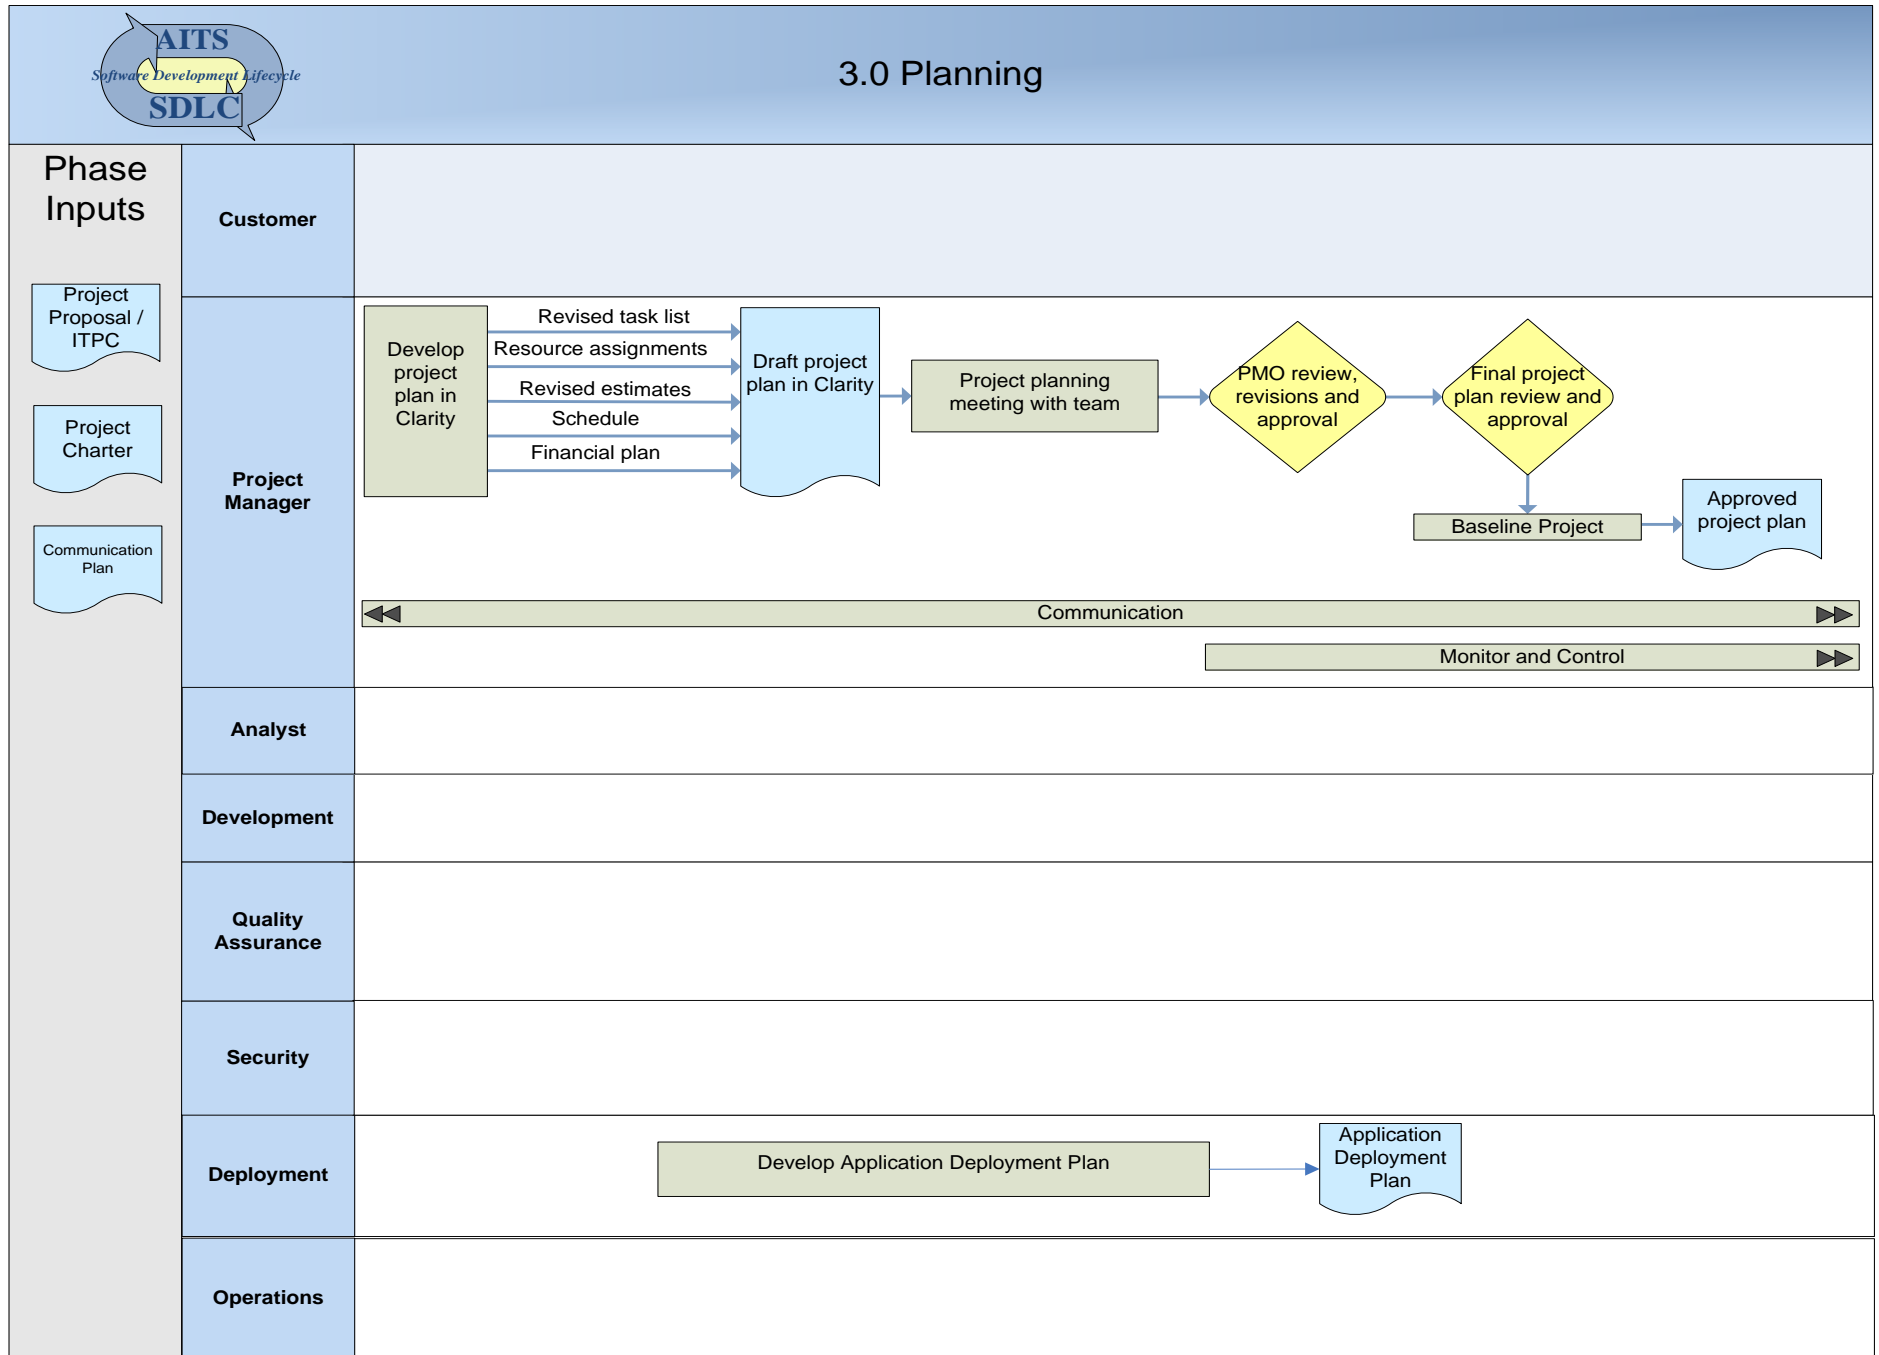 AITS
Software Development Lifecycle
SDLC
3.0 Planning
Phase
Inputs
Project
Proposal /
ITPC
Project
Charter
Communication
Plan
Customer
Project
Manager
Develop
project
plan in
Clarity
Revised task list
Resource assignments
Revised estimates
Schedule
Financial plan
Draft project
plan in Clarity
Project planning
meeting with team
PMO review,
revisions and
approval
Final project
plan review and
approval
Baseline Project
Approved
project plan
Communication
Monitor and Control
Analyst
Development
Quality
Assurance
Security
Deployment
Develop Application Deployment Plan
Application
Deployment
Plan
Operations